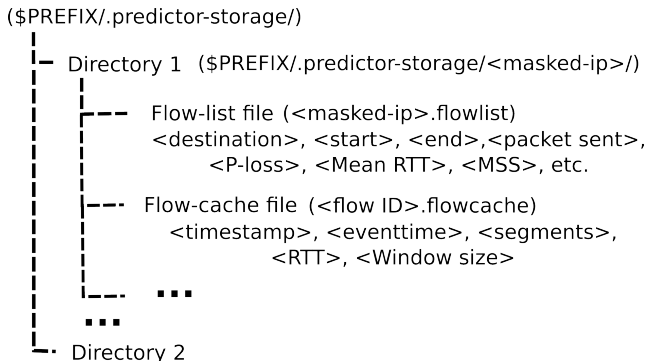 ($PREFIX/.predictor-storage/)
Directory 1 ($PREFIX/.predictor-storage/<masked-ip>/)
Flow-list file (<masked-ip>.flowlist)
<destination>, <start>, <end>,<packet sent>,
<P-loss>, <Mean RTT>, <MSS>, etc.
Flow-cache file (<flow ID>.flowcache)
<timestamp>, <eventtime>, <segments>,
<RTT>, <Window size>
...
...
Directory 2